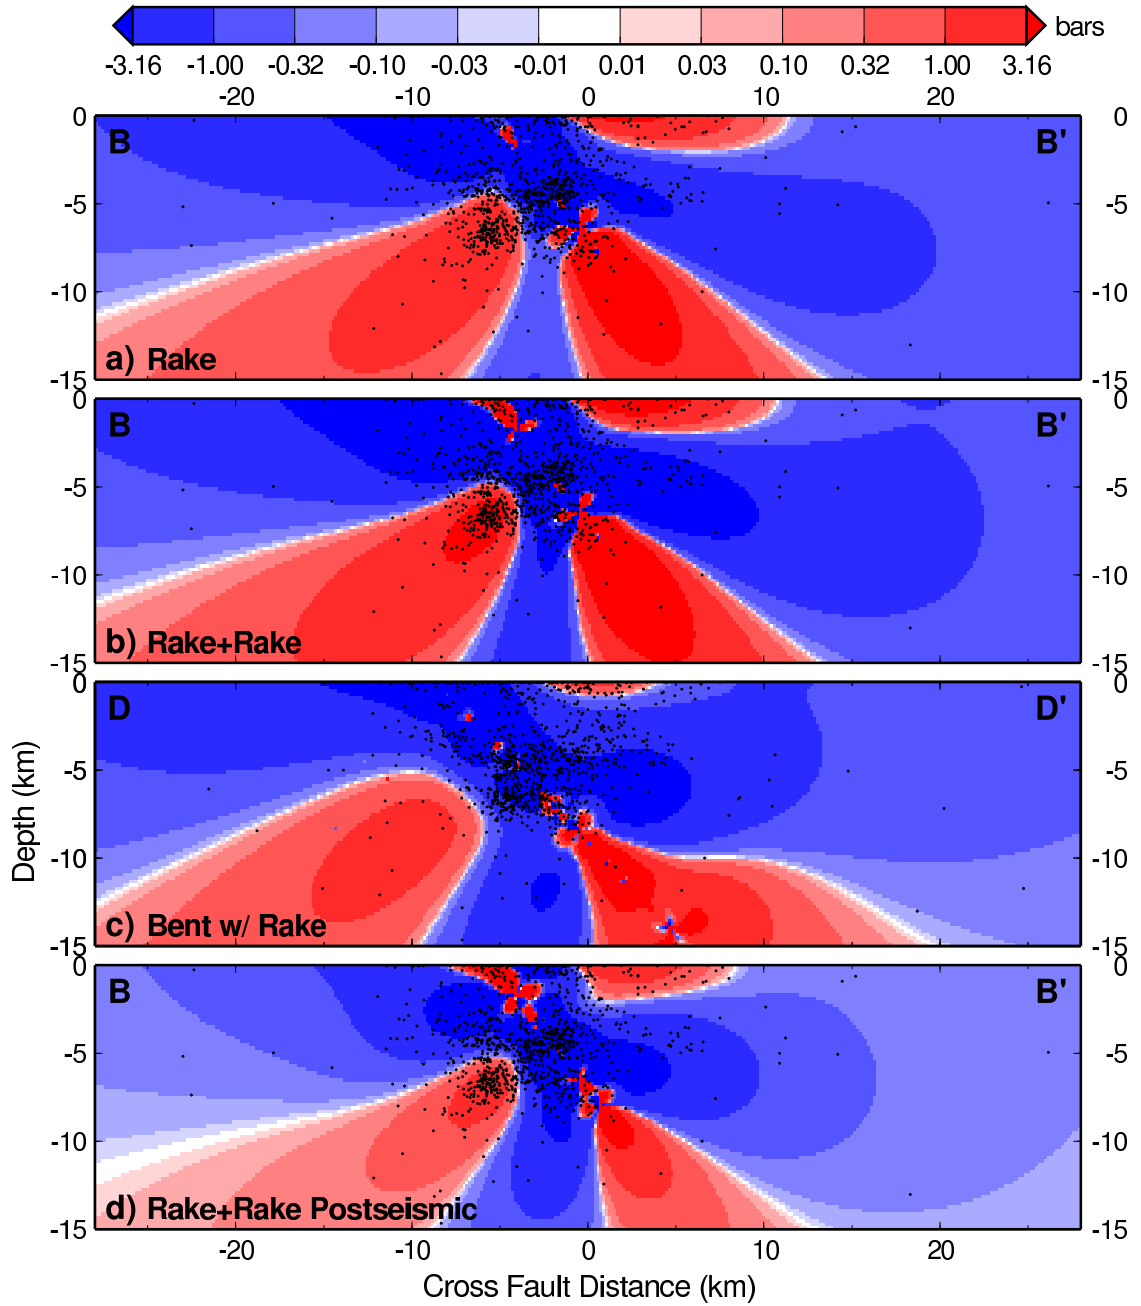 bars
-3.16 -1.00 -0.32 -0.10 -0.03 -0.01 0.01 0.03 0.10 0.32 1.00 3.16
-20 -10 0 10 20
0 0
B B'
-5 -5
-10 -10
a) Rake
-15 -15
0 0
B B'
-5 -5
-10 -10
b) Rake+Rake
-15 -15
0 0
D D'
-5 -5
Depth (km)
-10 -10
c) Bent w/ Rake
-15 -15
0 0
B B'
-5 -5
-10 -10
d) Rake+Rake Postseismic
-15 -15
-20 -10 0 10 20
Cross Fault Distance (km)